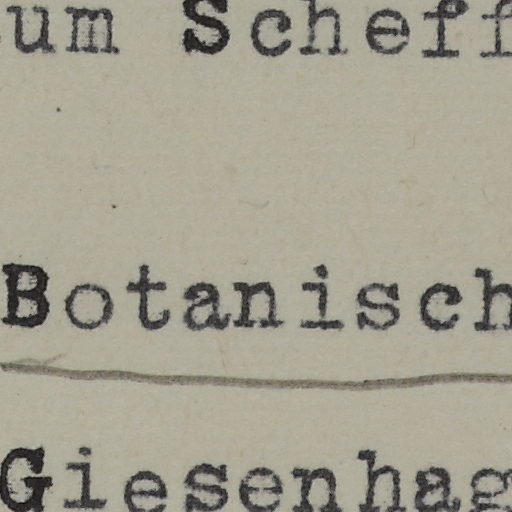 um Scheff
Botanisch
Giesenhag